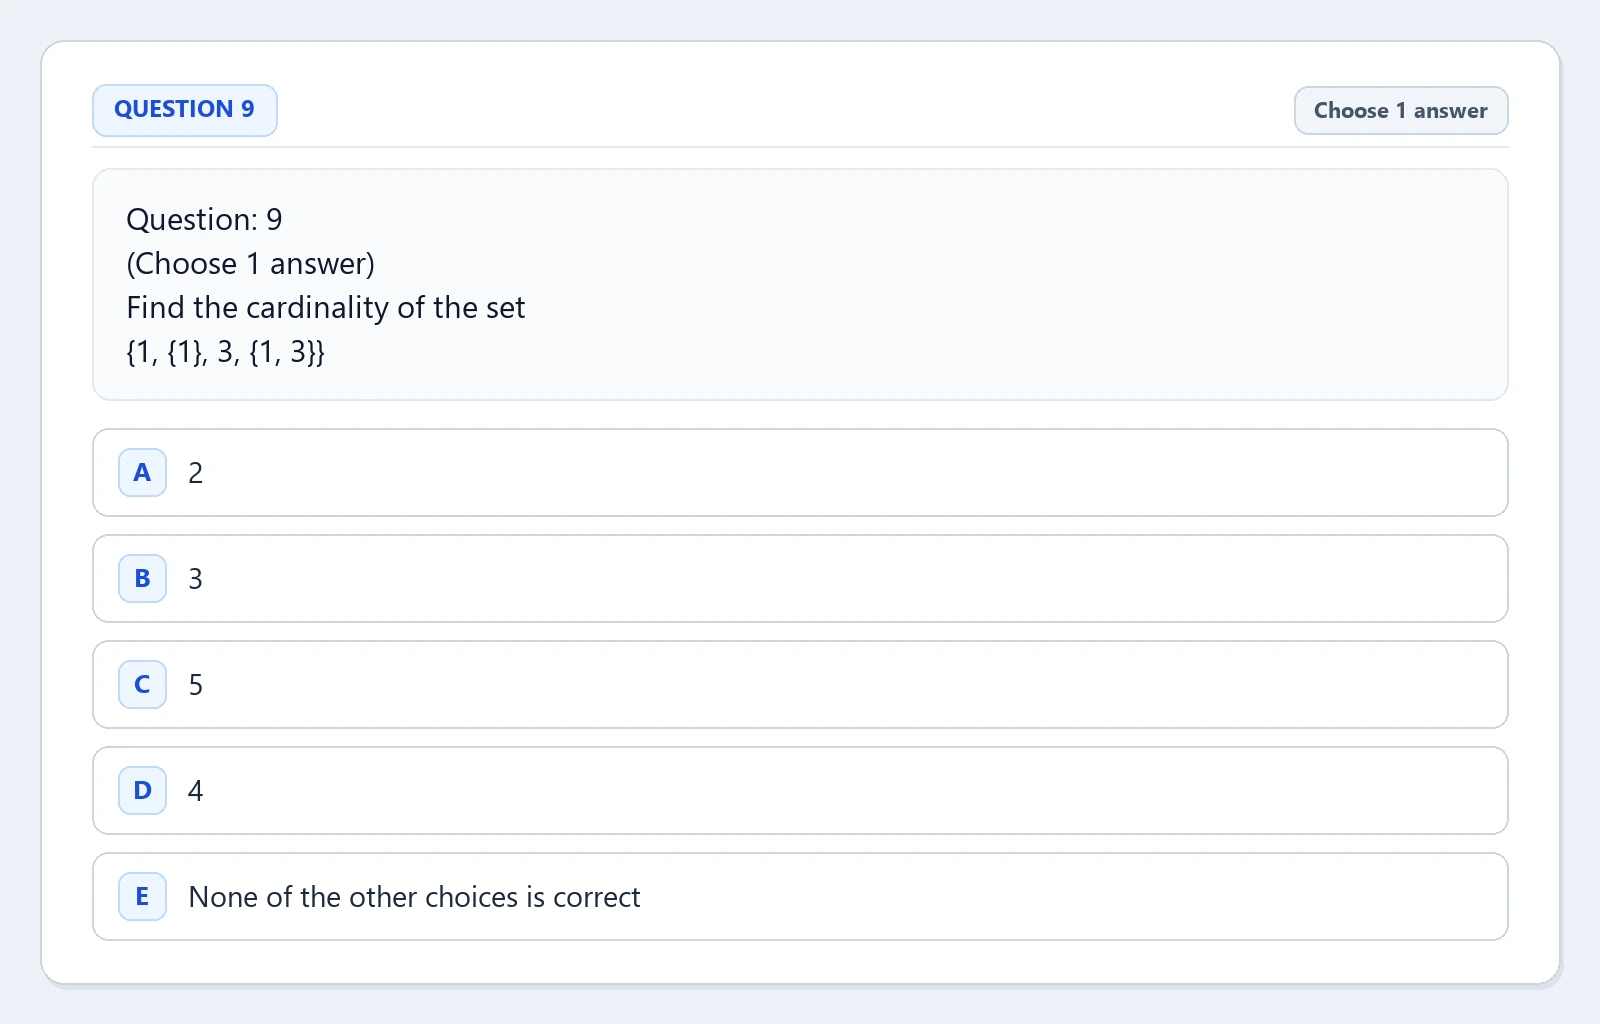 QUESTION 9
Choose 1 answer
Question: 9
(Choose 1 answer)
Find the cardinality of the set
{1, {1}, 3, {1, 3}}
A 2
B 3
C 5
D 4
E None of the other choices is correct